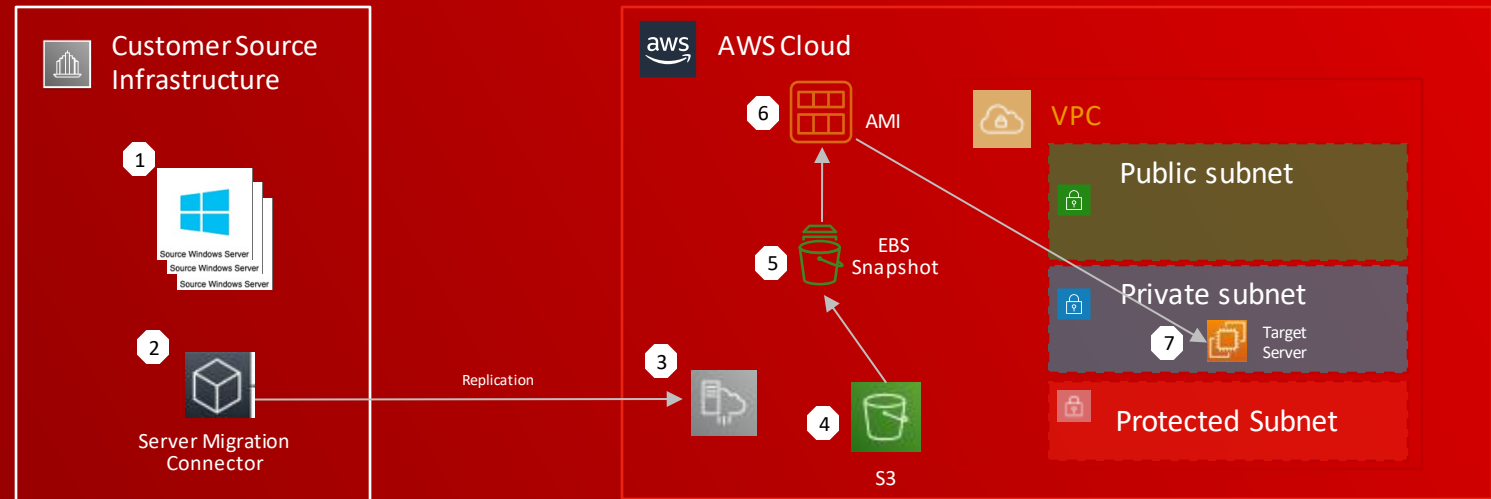 Customer Source
Infrastructure
1
Source Windows Server
Source Windows Server
Source Windows Server
2
Server Migration
Connector
Replication
aws
AWS Cloud
6
AMI
5
EBS
Snapshot
3
4
S3
VPC
Public subnet
Private subnet
7
Target
Server
Protected Subnet